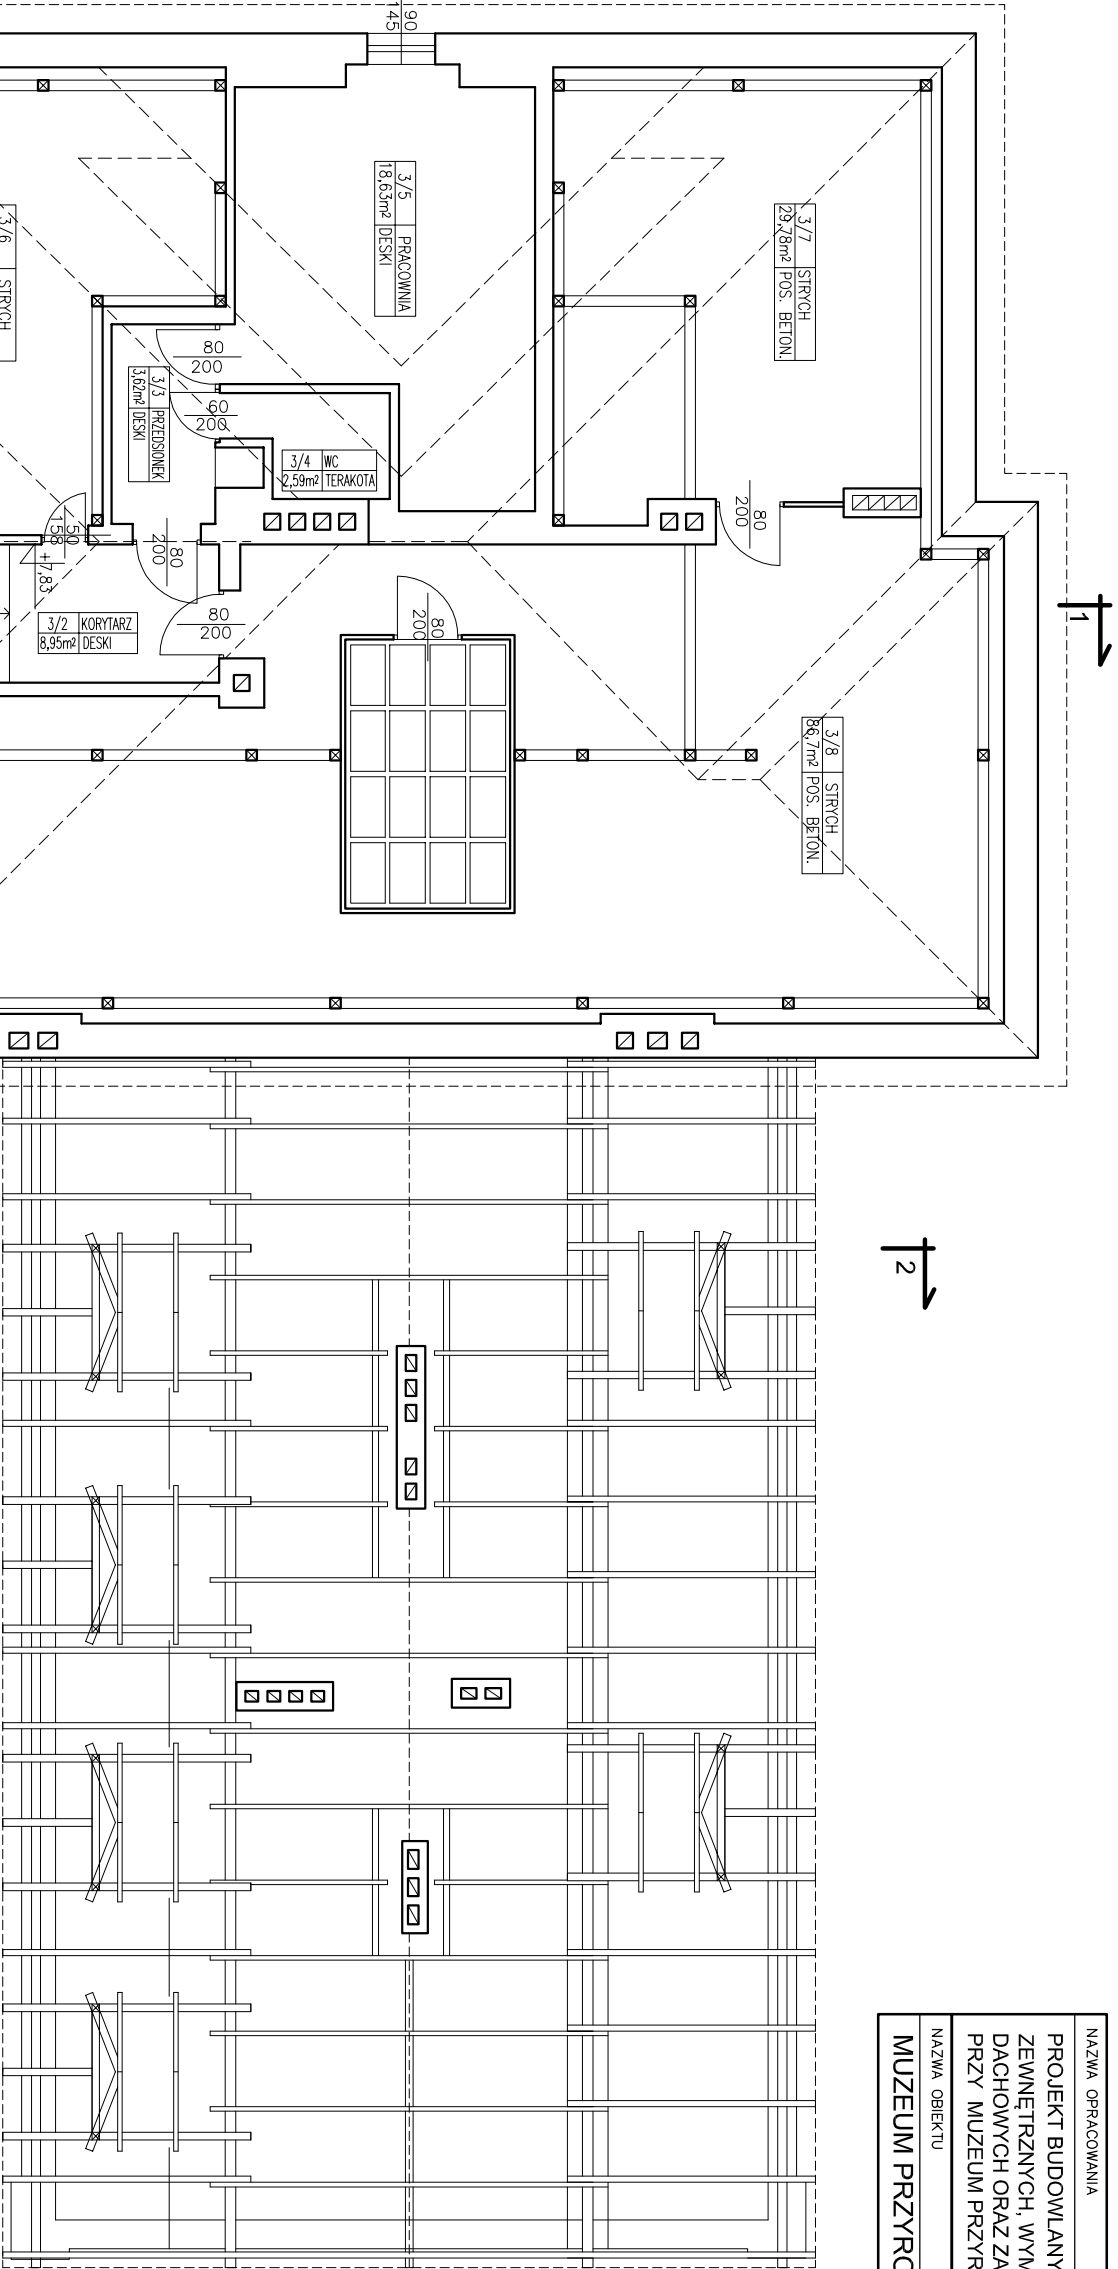 90
145
3/5 PRACOWNIA
18,63m² DESKI
3/7 STRYCH
29,78m² POS. BETON.
3/6 STRYCH
80
200
3/3 PRZEDSIONEK
3,62m² DESKI
60
200
3/4 WC
2,59m² TERAKOTA
80
200
50
158
80
200
+7,83
3/2 KORYTARZ
8,95m² DESKI
80
200
80
200
3/8 STRYCH
86,7m² POS. BETON.
1
2
NAZWA OPRACOWANIA
PROJEKT BUDOWLANY
ZEWNĘTRZNYCH, WYM
DACHOWYCH ORAZ ZA
PRZY MUZEUM PRZYR
NAZWA OBIEKTU
MUZEUM PRZYRO